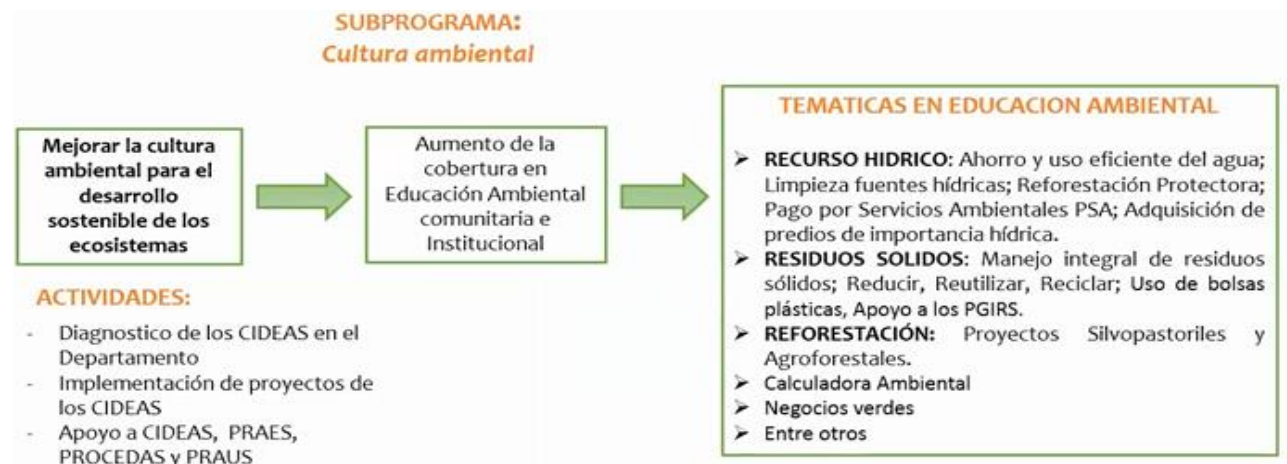 SUBPROGRAMA:
Cultura ambiental
Mejorar la cultura
ambiental para el
desarrollo
sostenible de los
ecosistemas
Aumento de la
cobertura en
Educación Ambiental
comunitaria e
Institucional
TEMATICAS EN EDUCACION AMBIENTAL
➤ RECURSO HIDRICO: Ahorro y uso eficiente del agua;
Limpieza fuentes hídricas; Reforestación Protectora;
Pago por Servicios Ambientales PSA; Adquisición de
predios de importancia hídrica.
➤ RESIDUOS SOLIDOS: Manejo integral de residuos
sólidos; Reducir, Reutilizar, Reciclar; Uso de bolsas
plásticas, Apoyo a los PGIRS.
➤ REFORESTACIÓN: Proyectos Silvopastoriles y
Agroforestales.
➤ Calculadora Ambiental
➤ Negocios verdes
➤ Entre otros
ACTIVIDADES:
- Diagnostico de los CIDEAS en el
Departamento
- Implementación de proyectos de
los CIDEAS
- Apoyo a CIDEAS, PRAES,
PROCEDAS y PRAUS